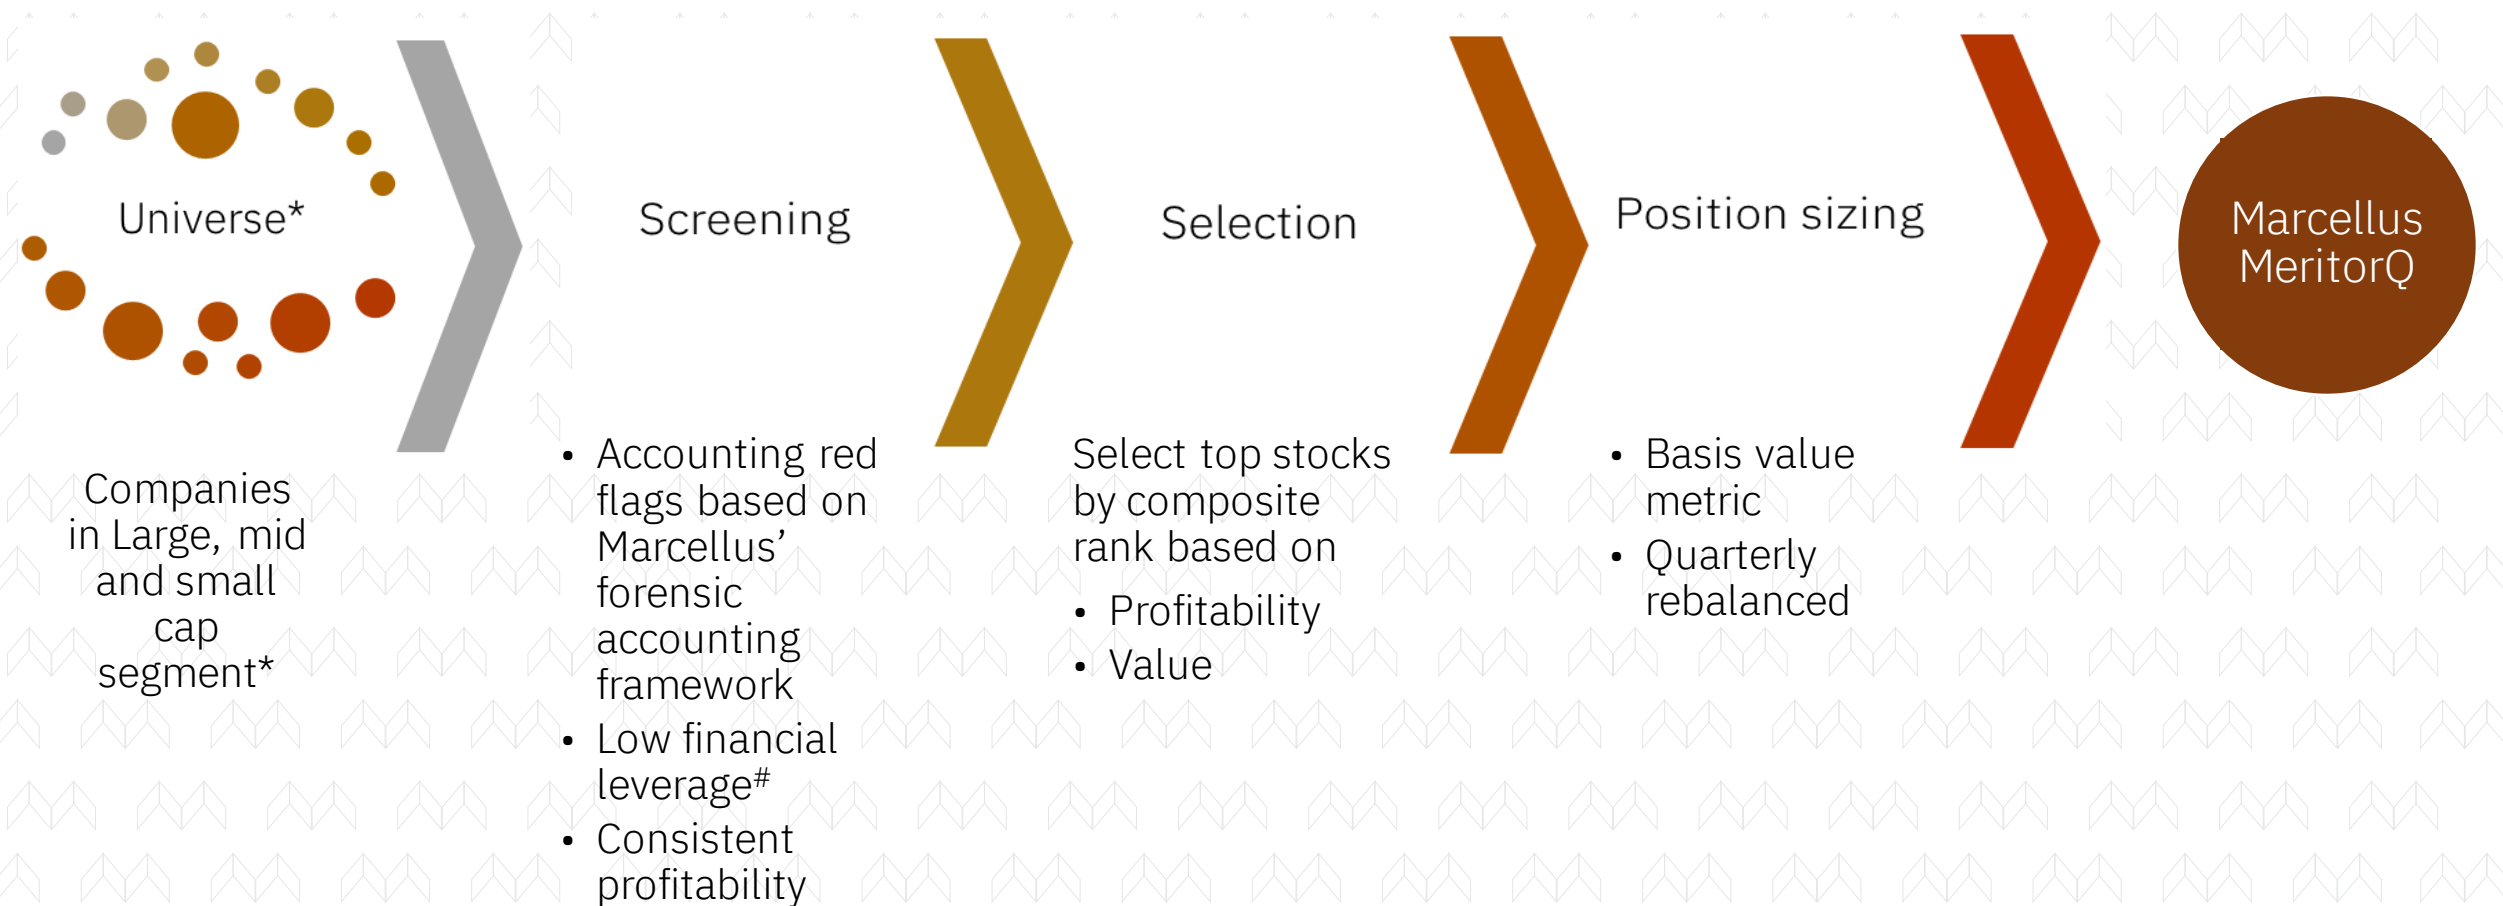 Universe*
Screening
Selection
Position sizing
Marcellus
MeritorQ
Companies
in Large, mid
and small
cap
segment*
• Accounting red
flags based on
Marcellus’
forensic
accounting
framework
• Low financial
leverage#
• Consistent
profitability
Select top stocks
by composite
rank based on
• Profitability
• Value
• Basis value
metric
• Quarterly
rebalanced